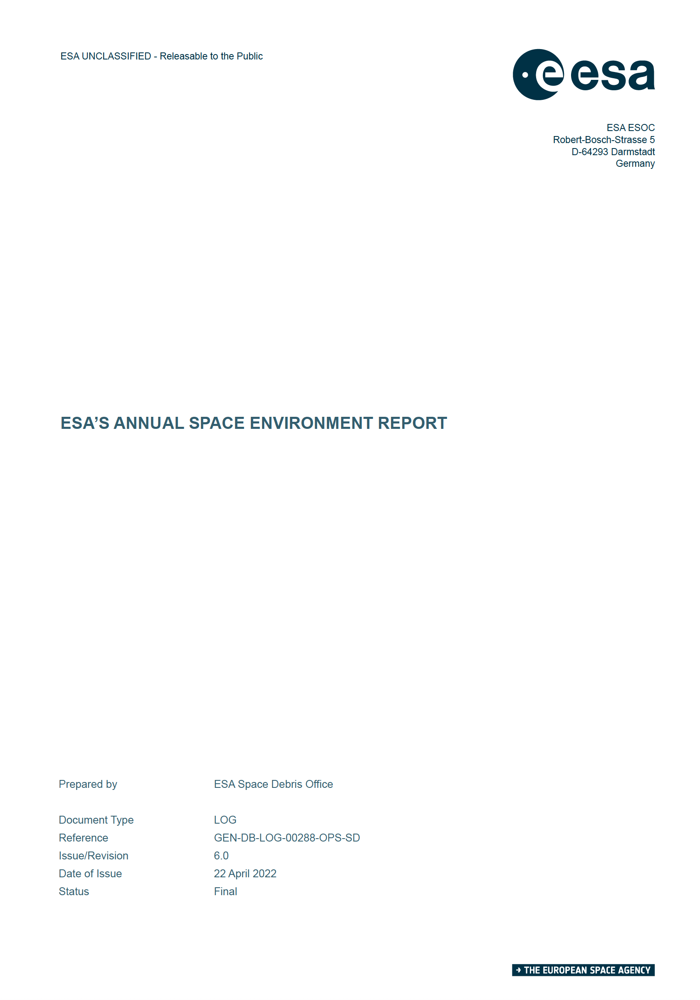 ESA UNCLASSIFIED - Releasable to the Public
esa
ESA ESOC
Robert-Bosch-Strasse 5
D-64293 Darmstadt
Germany
ESA’S ANNUAL SPACE ENVIRONMENT REPORT
Prepared by ESA Space Debris Office
Document Type LOG
Reference GEN-DB-LOG-00288-OPS-SD
Issue/Revision 6.0
Date of Issue 22 April 2022
Status Final
→ THE EUROPEAN SPACE AGENCY